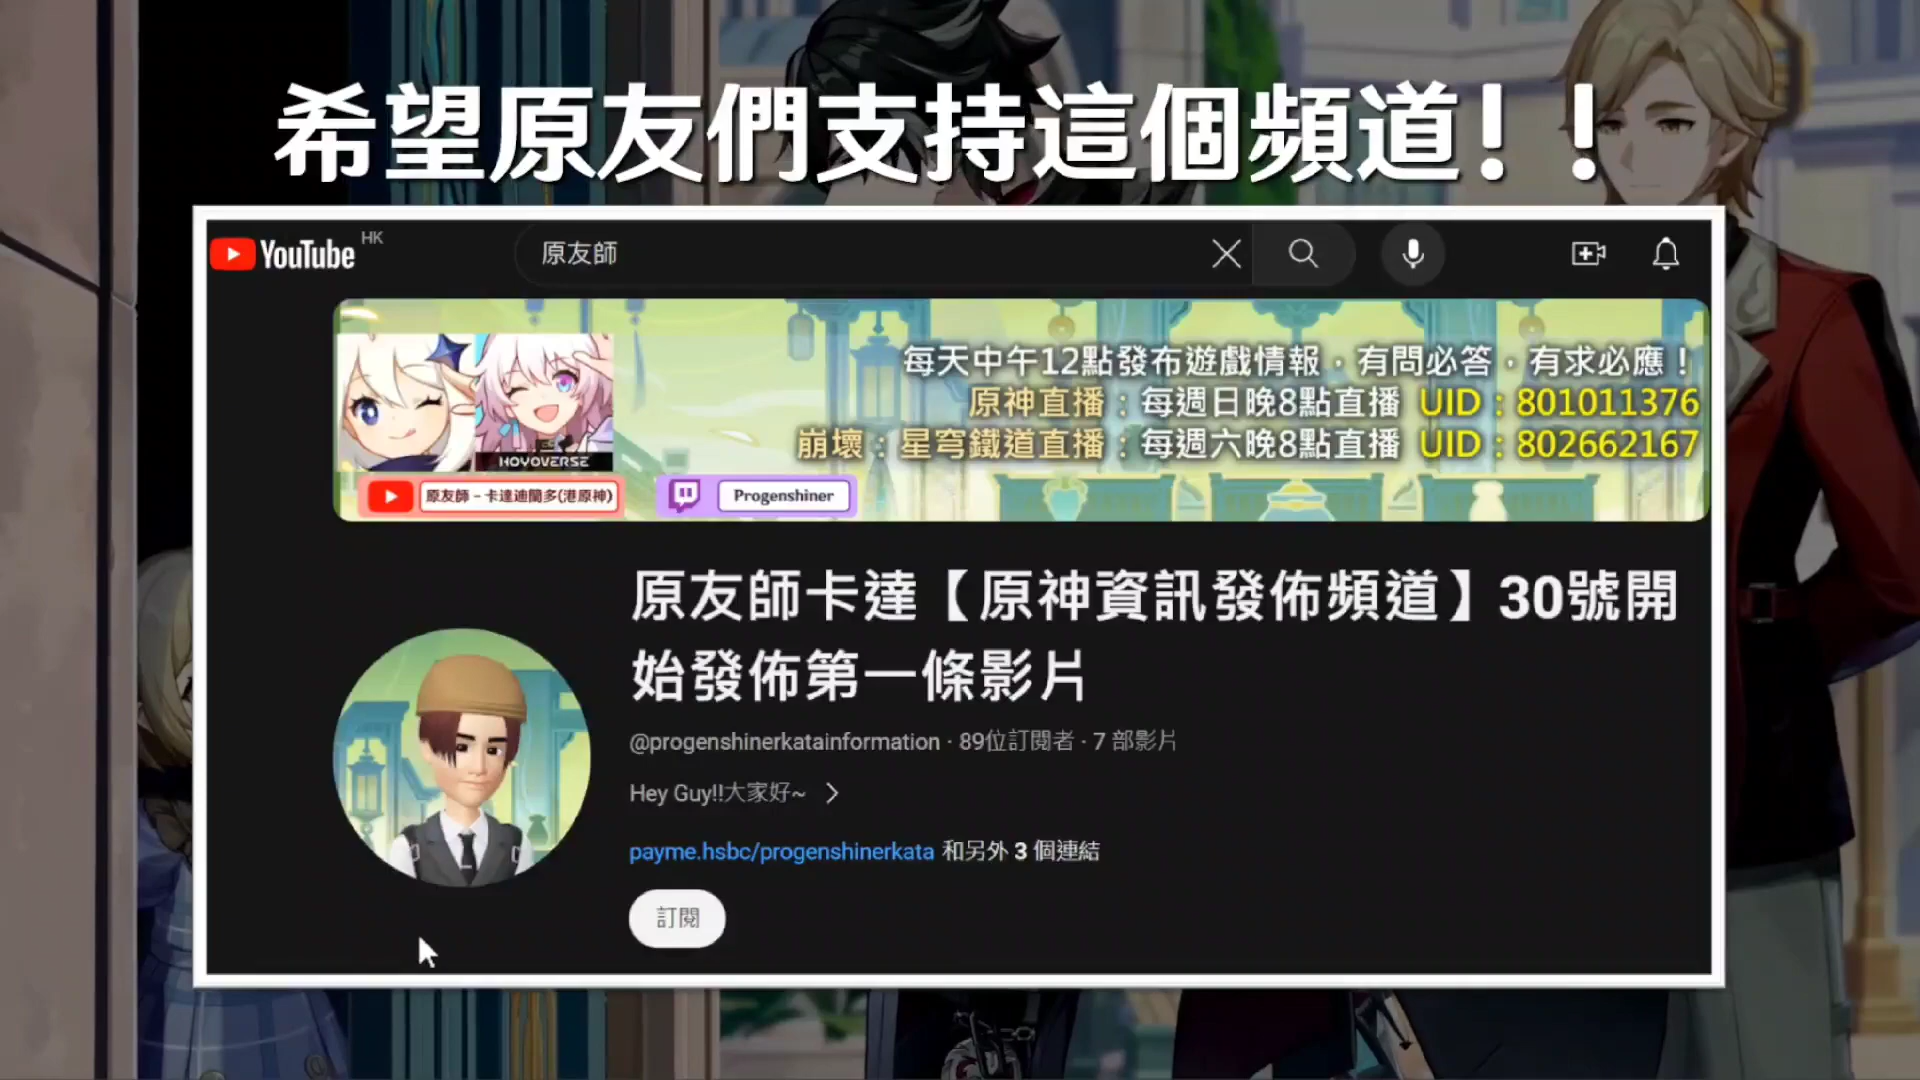 希望原友們支持這個頻道！！
YouTube HK
原友師
每天中午12點發布遊戲情報，有問必答，有求必應！
原神直播：每週日晚8點直播 UID：801011376
崩壞：星穹鐵道直播：每週六晚8點直播 UID：802662167
HOYOVERSE
原友師－卡達迪蘭多(港原神)
Progenshiner
原友師卡達【原神資訊發佈頻道】30號開
始發佈第一條影片
@progenshinerkatainformation · 89位訂閱者 · 7 部影片
Hey Guy!!大家好~
payme.hsbc/progenshinerkata 和另外 3 個連結
訂閱